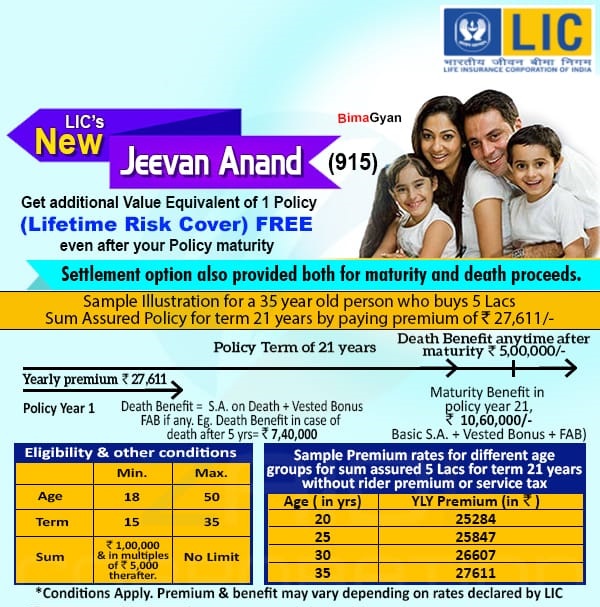 LIC
भारतीय जीवन बीमा निगम
LIFE INSURANCE CORPORATION OF INDIA
BimaGyan
LIC's
New
Jeevan Anand (915)
Get additional Value Equivalent of 1 Policy
(Lifetime Risk Cover) FREE
even after your Policy maturity
Settlement option also provided both for maturity and death proceeds.
Sample Illustration for a 35 year old person who buys 5 Lacs
Sum Assured Policy for term 21 years by paying premium of ₹ 27,611/-
Policy Term of 21 years
Death Benefit anytime after
maturity ₹ 5,00,000/-
Yearly premium ₹ 27,611
Policy Year 1
Death Benefit = S.A. on Death + Vested Bonus
FAB if any. Eg. Death Benefit in case of
death after 5 yrs= ₹ 7,40,000
Maturity Benefit in
policy year 21,
₹ 10,60,000/-
Basic S.A. + Vested Bonus + FAB)
Eligibility & other conditions
Min. Max.
Age 18 50
Term 15 35
Sum ₹ 1,00,000
& in multiples
of ₹ 5,000
therafter. No Limit
Sample Premium rates for different age
groups for sum assured 5 Lacs for term 21 years
without rider premium or service tax
Age ( in yrs) YLY Premium (in ₹ )
20 25284
25 25847
30 26607
35 27611
*Conditions Apply. Premium & benefit may vary depending on rates declared by LIC